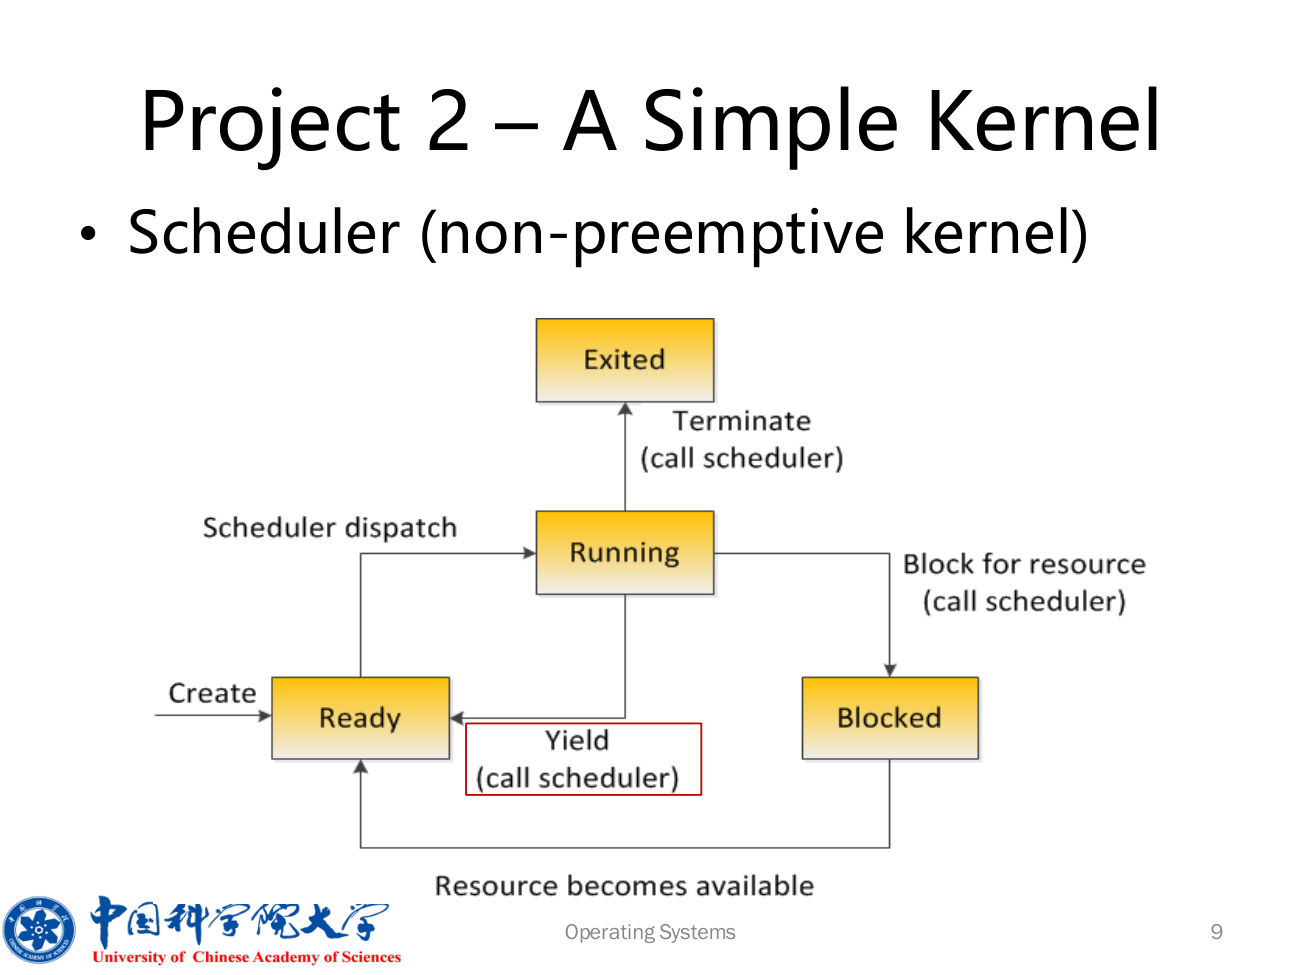 Project 2 – A Simple Kernel
• Scheduler (non-preemptive kernel)
Exited
Terminate
(call scheduler)
Scheduler dispatch
Running
Block for resource
(call scheduler)
Create
Ready
Blocked
Yield
(call scheduler)
Resource becomes available
中国科学院大学
University of Chinese Academy of Sciences
Operating Systems
9